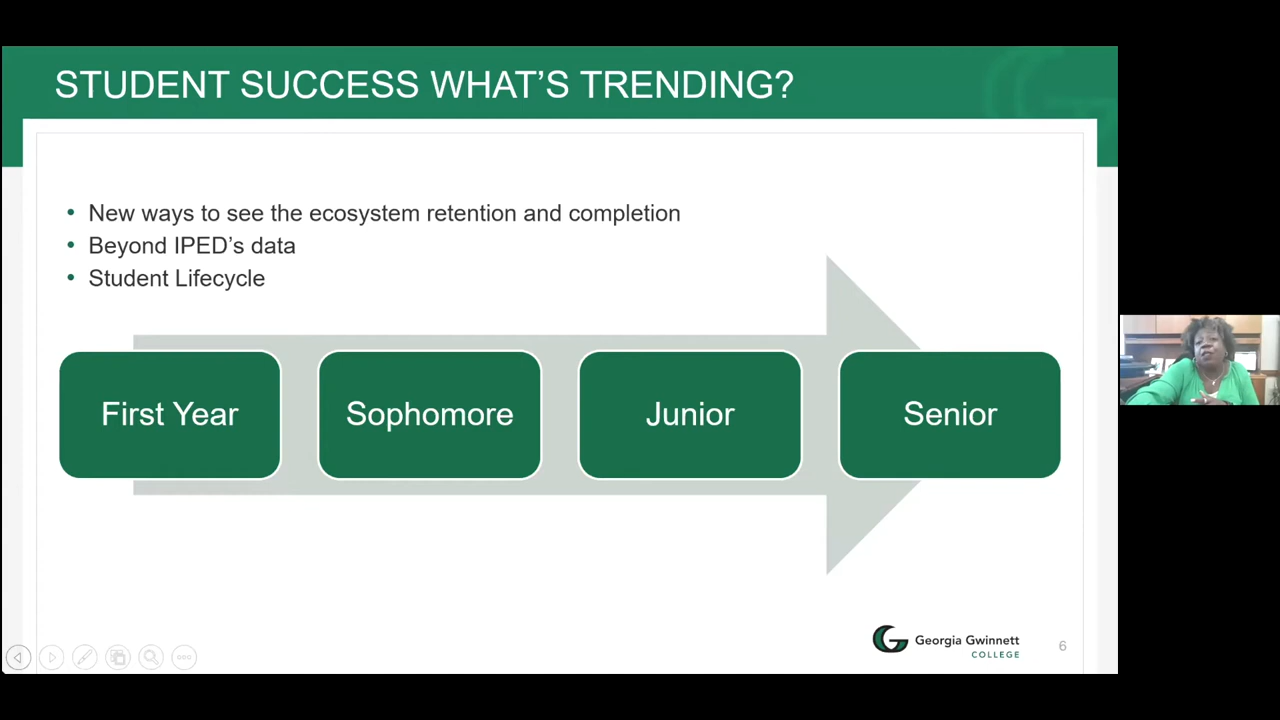 STUDENT SUCCESS WHAT'S TRENDING?
• New ways to see the ecosystem retention and completion
• Beyond IPED's data
• Student Lifecycle
First Year
Sophomore
Junior
Senior
Georgia Gwinnett
COLLEGE
6